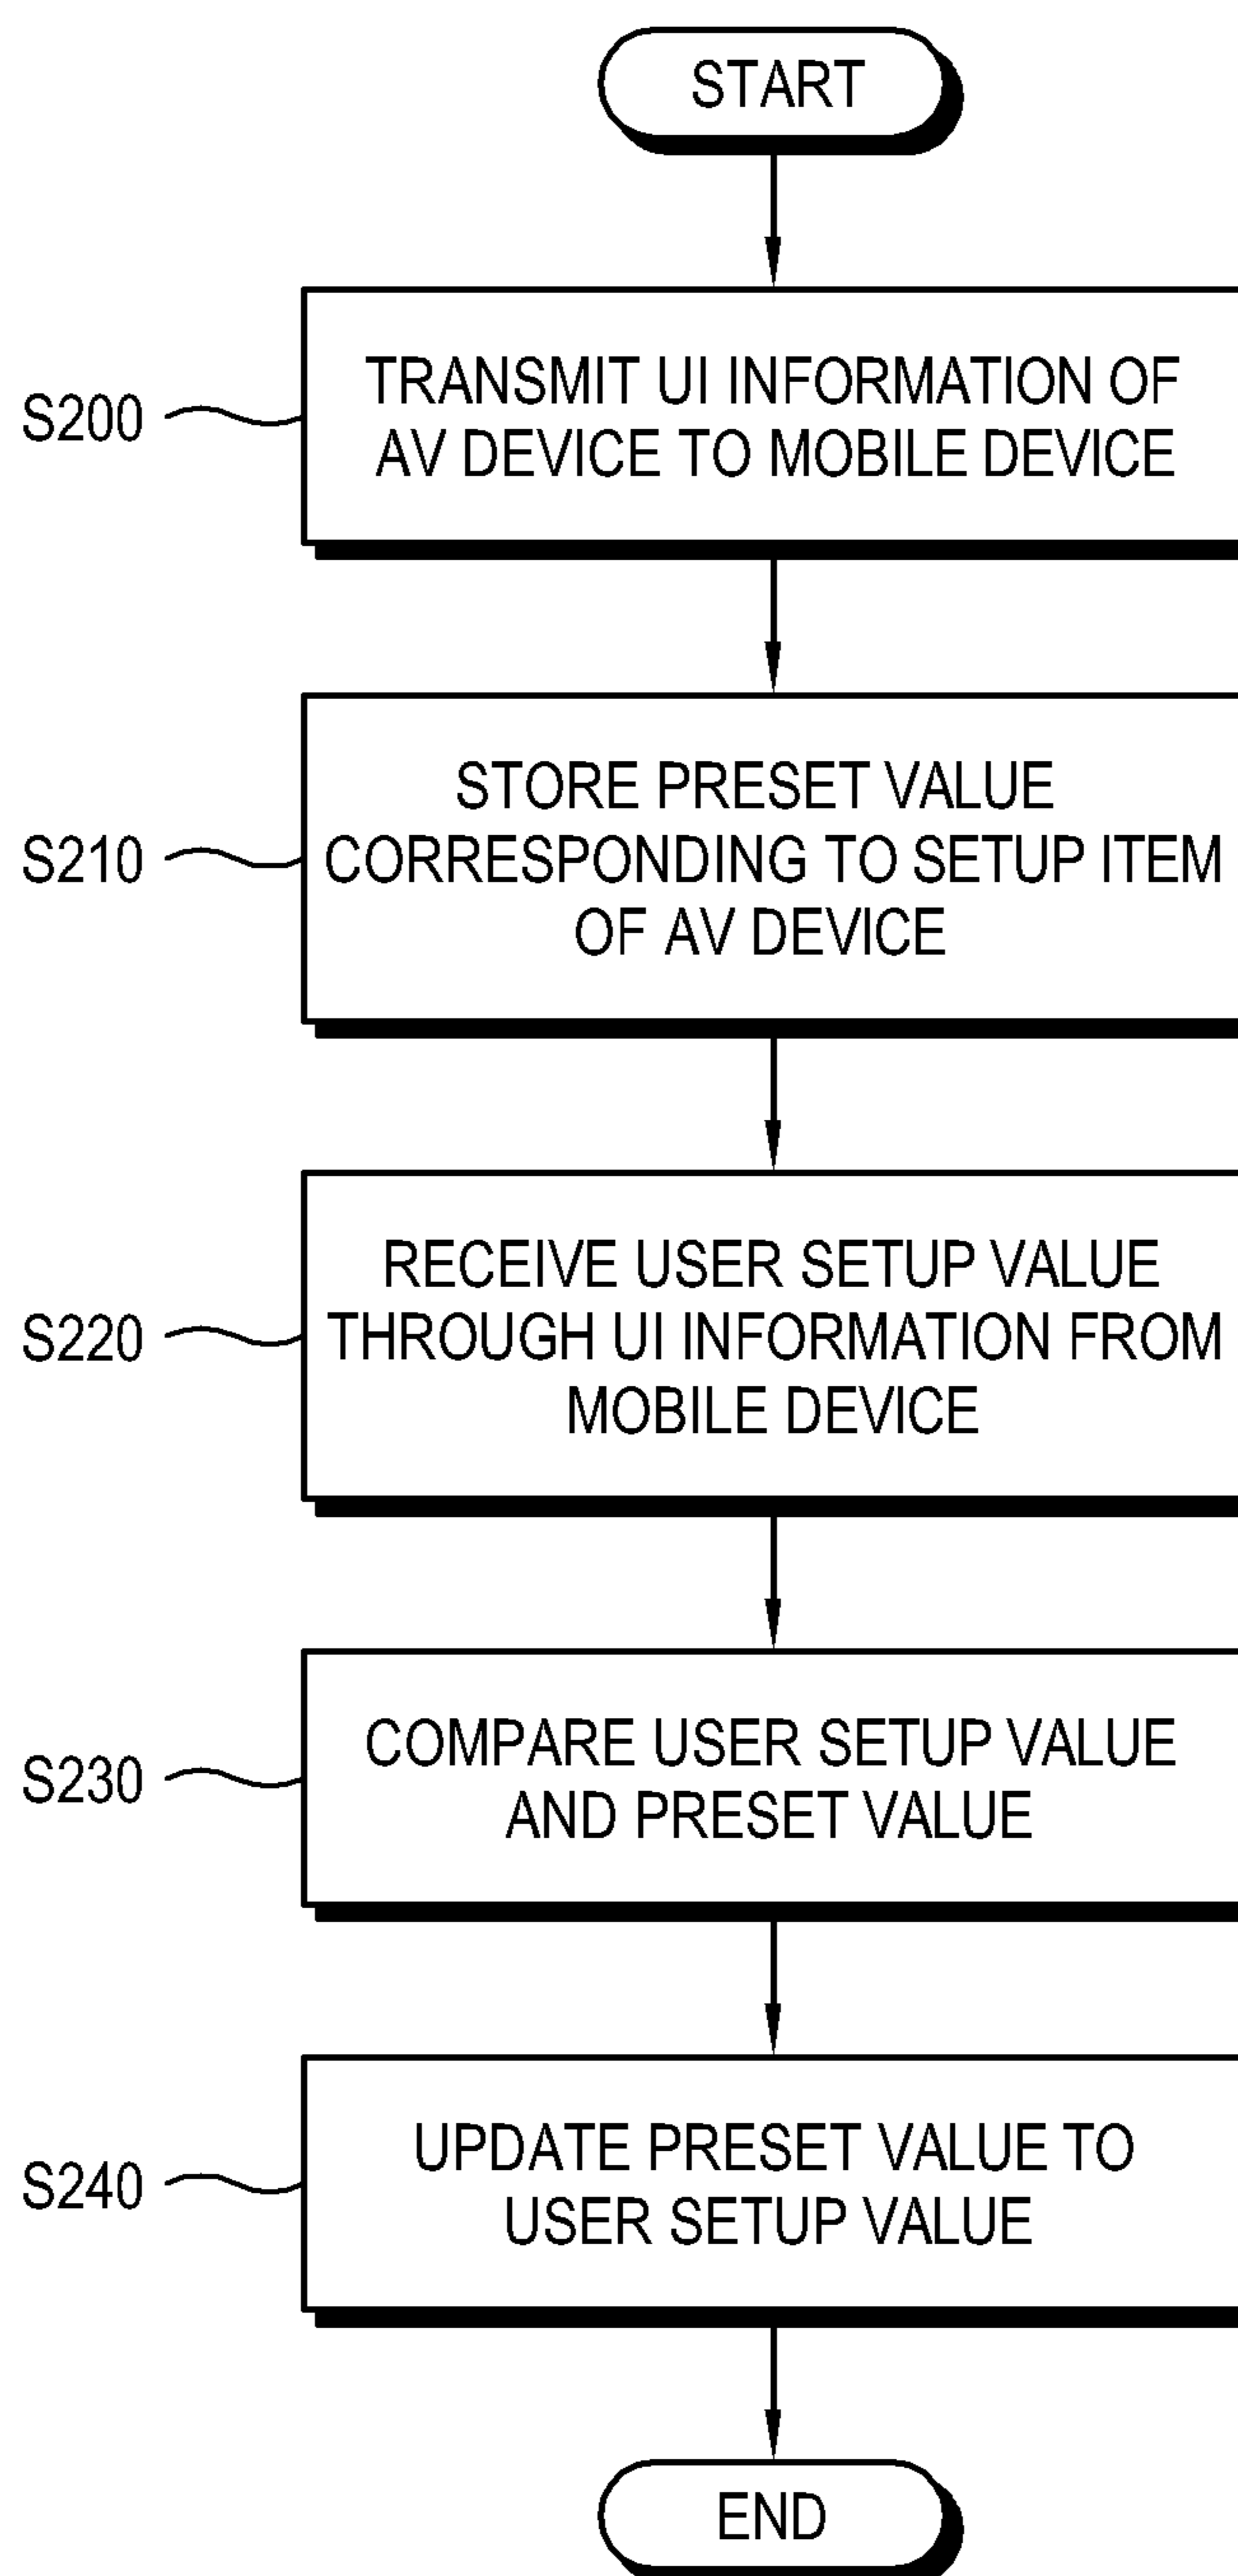 START
S200
TRANSMIT UI INFORMATION OF
AV DEVICE TO MOBILE DEVICE
S210
STORE PRESET VALUE
CORRESPONDING TO SETUP ITEM
OF AV DEVICE
S220
RECEIVE USER SETUP VALUE
THROUGH UI INFORMATION FROM
MOBILE DEVICE
S230
COMPARE USER SETUP VALUE
AND PRESET VALUE
S240
UPDATE PRESET VALUE TO
USER SETUP VALUE
END